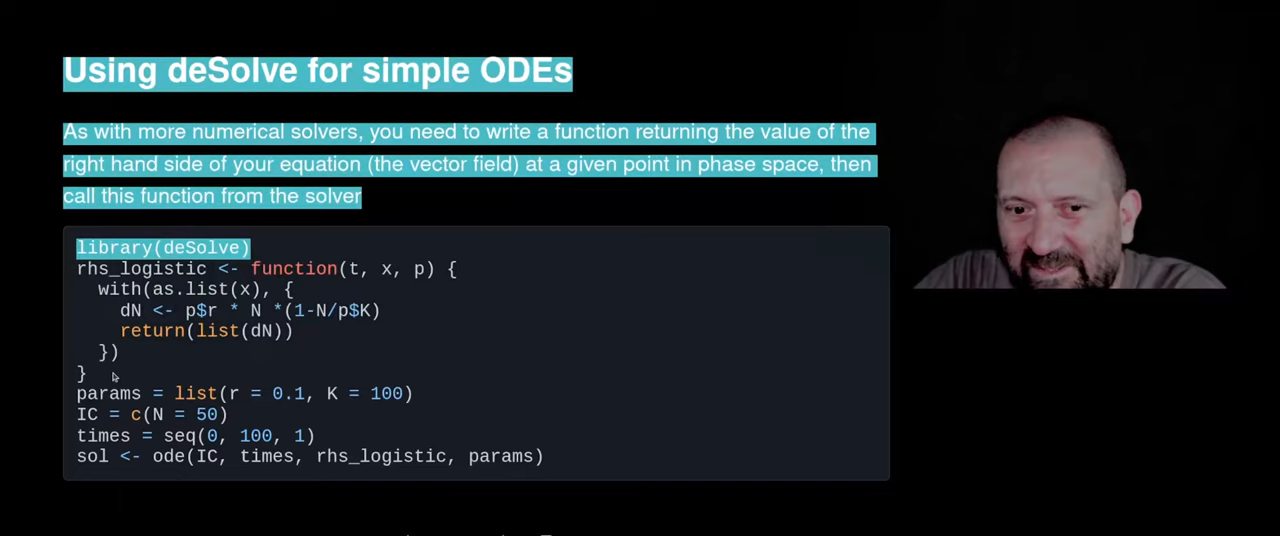 Using deSolve for simple ODEs
As with more numerical solvers, you need to write a function returning the value of the
right hand side of your equation (the vector field) at a given point in phase space, then
call this function from the solver
library(deSolve)
rhs_logistic <- function(t, x, p) {
  with(as.list(x), {
    dN <- p$r * N *(1-N/p$K)
    return(list(dN))
  })
}
params = list(r = 0.1, K = 100)
IC = c(N = 50)
times = seq(0, 100, 1)
sol <- ode(IC, times, rhs_logistic, params)